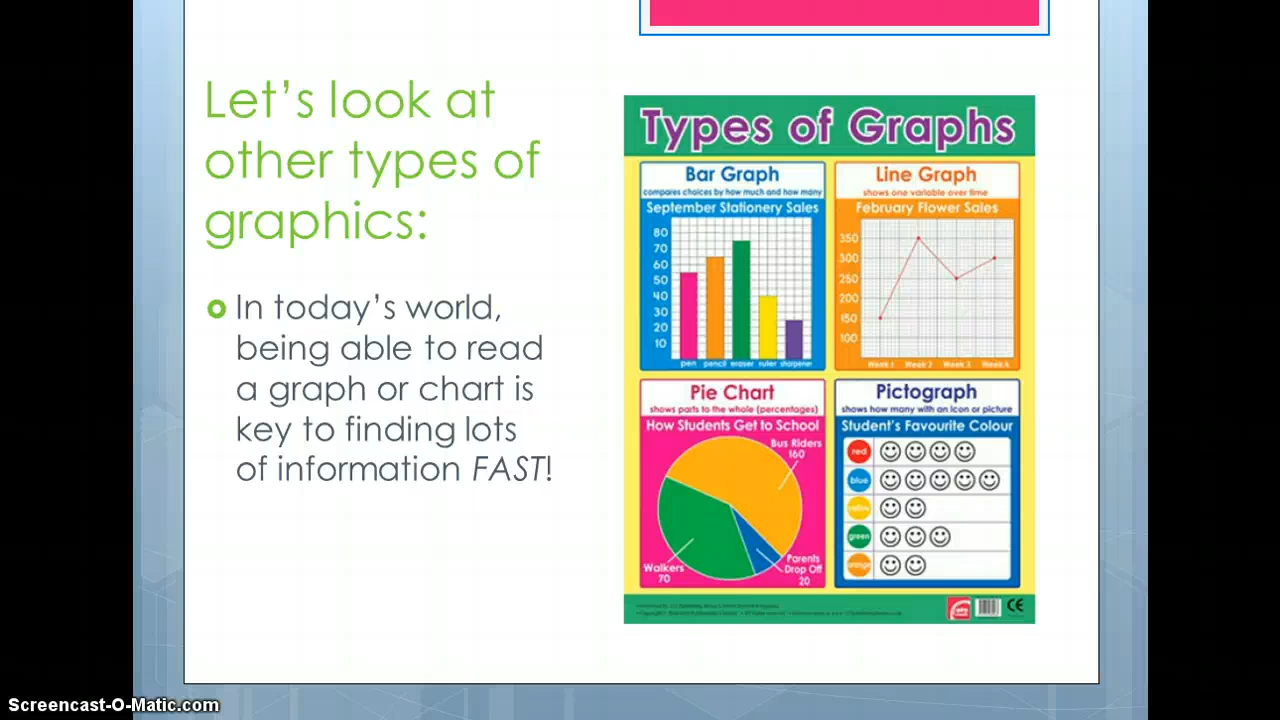 Let's look at
other types of
graphics:
In today's world,
being able to read
a graph or chart is
key to finding lots
of information FAST!
Types of Graphs
Bar Graph
compares choices by how much and how many
September Stationery Sales
80
70
60
50
40
30
20
10
pen pencil eraser ruler sharpener
Line Graph
shows one variable over time
February Flower Sales
350
300
250
200
150
100
Week 1 Week 2 Week 3 Week 4
Pie Chart
shows parts to the whole (percentages)
How Students Get to School
Bus Riders
160
Walkers
70
Parents
Drop Off
20
Pictograph
shows how many with an icon or picture
Student's Favourite Colour
red
blue
yellow
green
orange
CE
Screencast-O-Matic.com